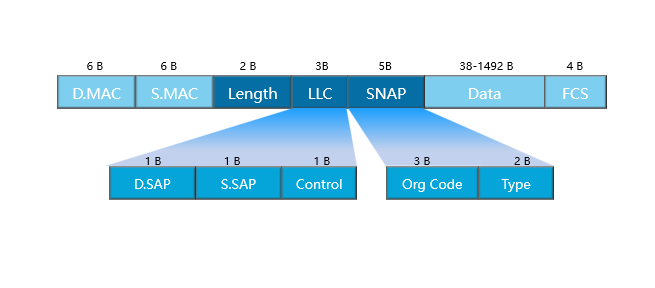 6 B 6 B 2 B 3B 5B 38-1492 B 4 B
D.MAC S.MAC Length LLC SNAP Data FCS
1 B 1 B 1 B 3 B 2 B
D.SAP S.SAP Control Org Code Type